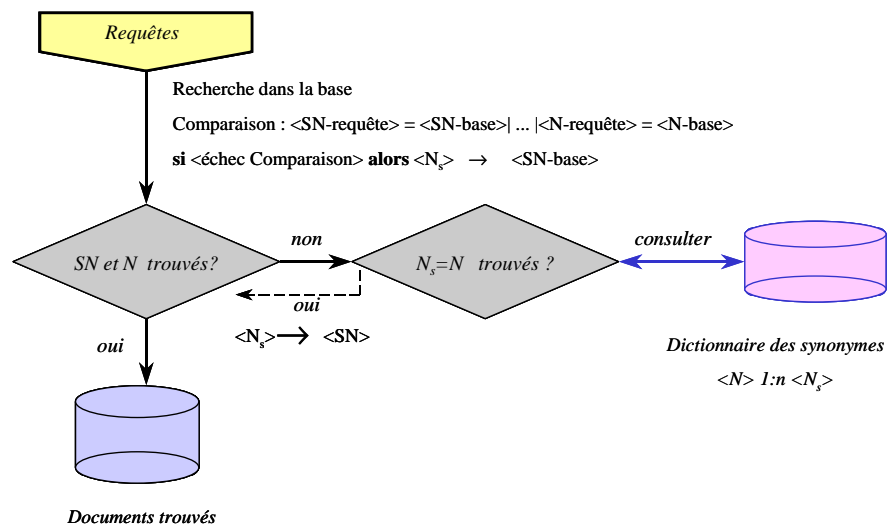 Requêtes
Recherche dans la base
Comparaison : <SN-requête> = <SN-base>| ... |<N-requête> = <N-base>
si <échec Comparaison> alors <Ns> → <SN-base>
SN et N trouvés?
non
Ns=N trouvés ?
consulter
oui
<Ns> → <SN>
oui
Dictionnaire des synonymes
<N> 1:n <Ns>
Documents trouvés